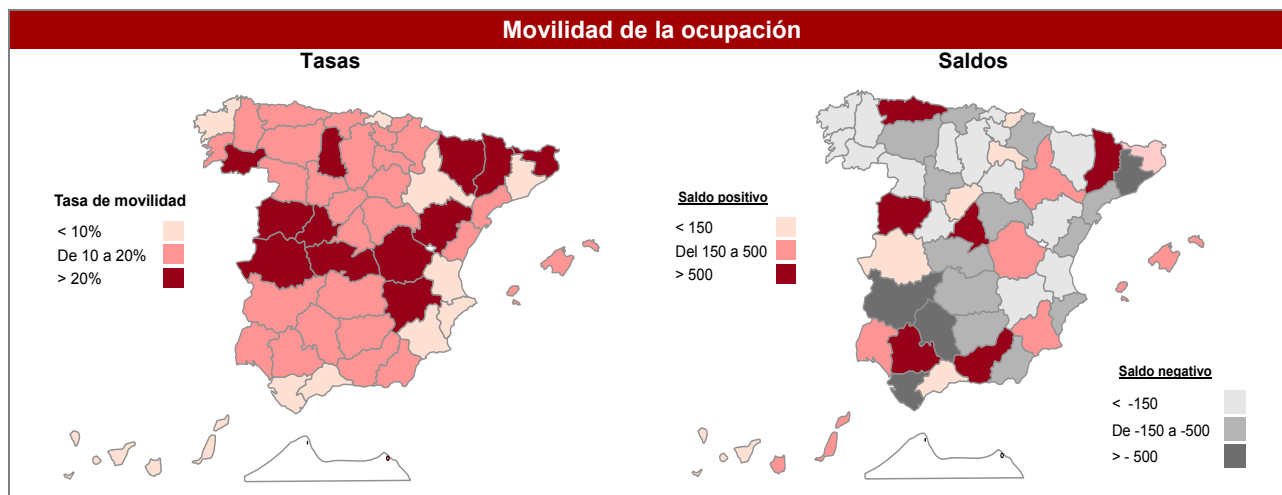 Movilidad de la ocupación
Tasas
Tasa de movilidad
< 10%
De 10 a 20%
> 20%
Saldos
Saldo positivo
< 150
Del 150 a 500
> 500
Saldo negativo
< -150
De -150 a -500
> - 500